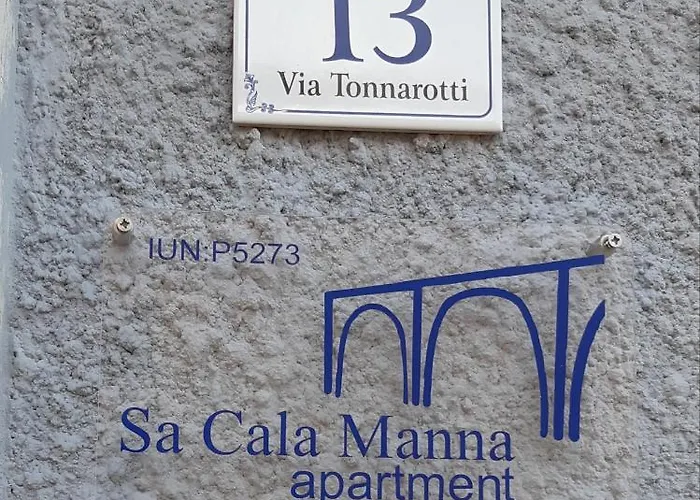 13
Via Tonnarotti
IUN:P5273
Sa Cala Manna
apartment